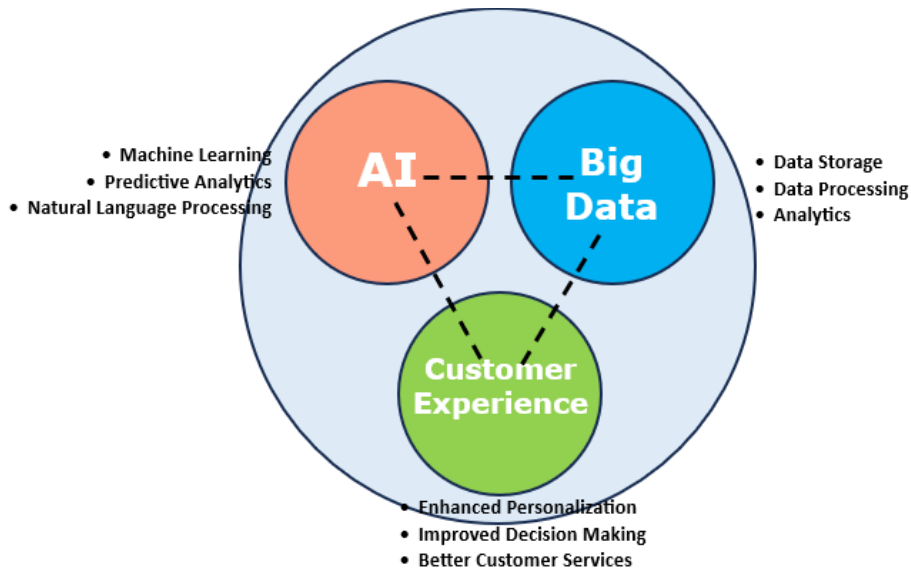 AI
Big
Data
• Machine Learning
• Predictive Analytics
• Natural Language Processing
• Data Storage
• Data Processing
• Analytics
Customer
Experience
• Enhanced Personalization
• Improved Decision Making
• Better Customer Services